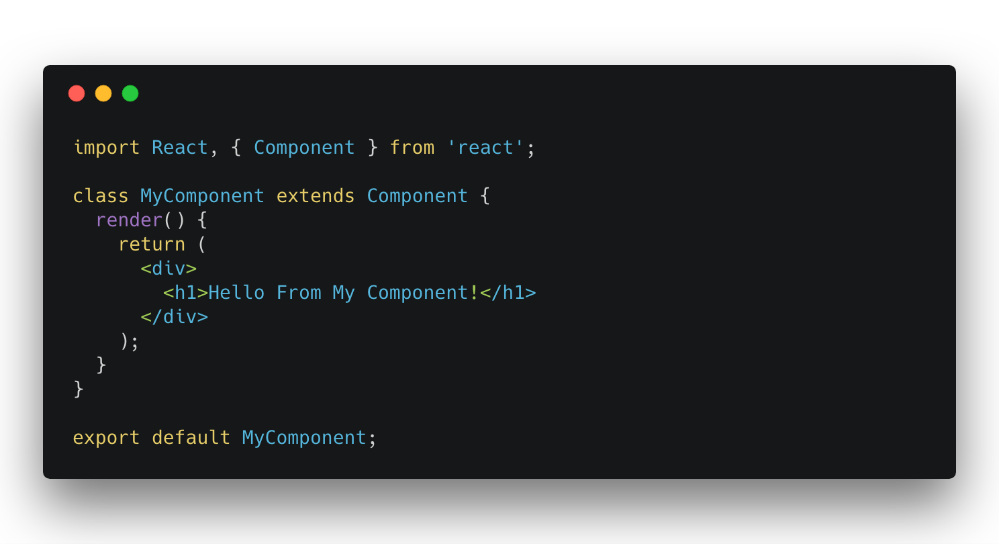 import React, { Component } from 'react';

class MyComponent extends Component {
  render() {
    return (
      <div>
        <h1>Hello From My Component!</h1>
      </div>
    );
  }
}

export default MyComponent;